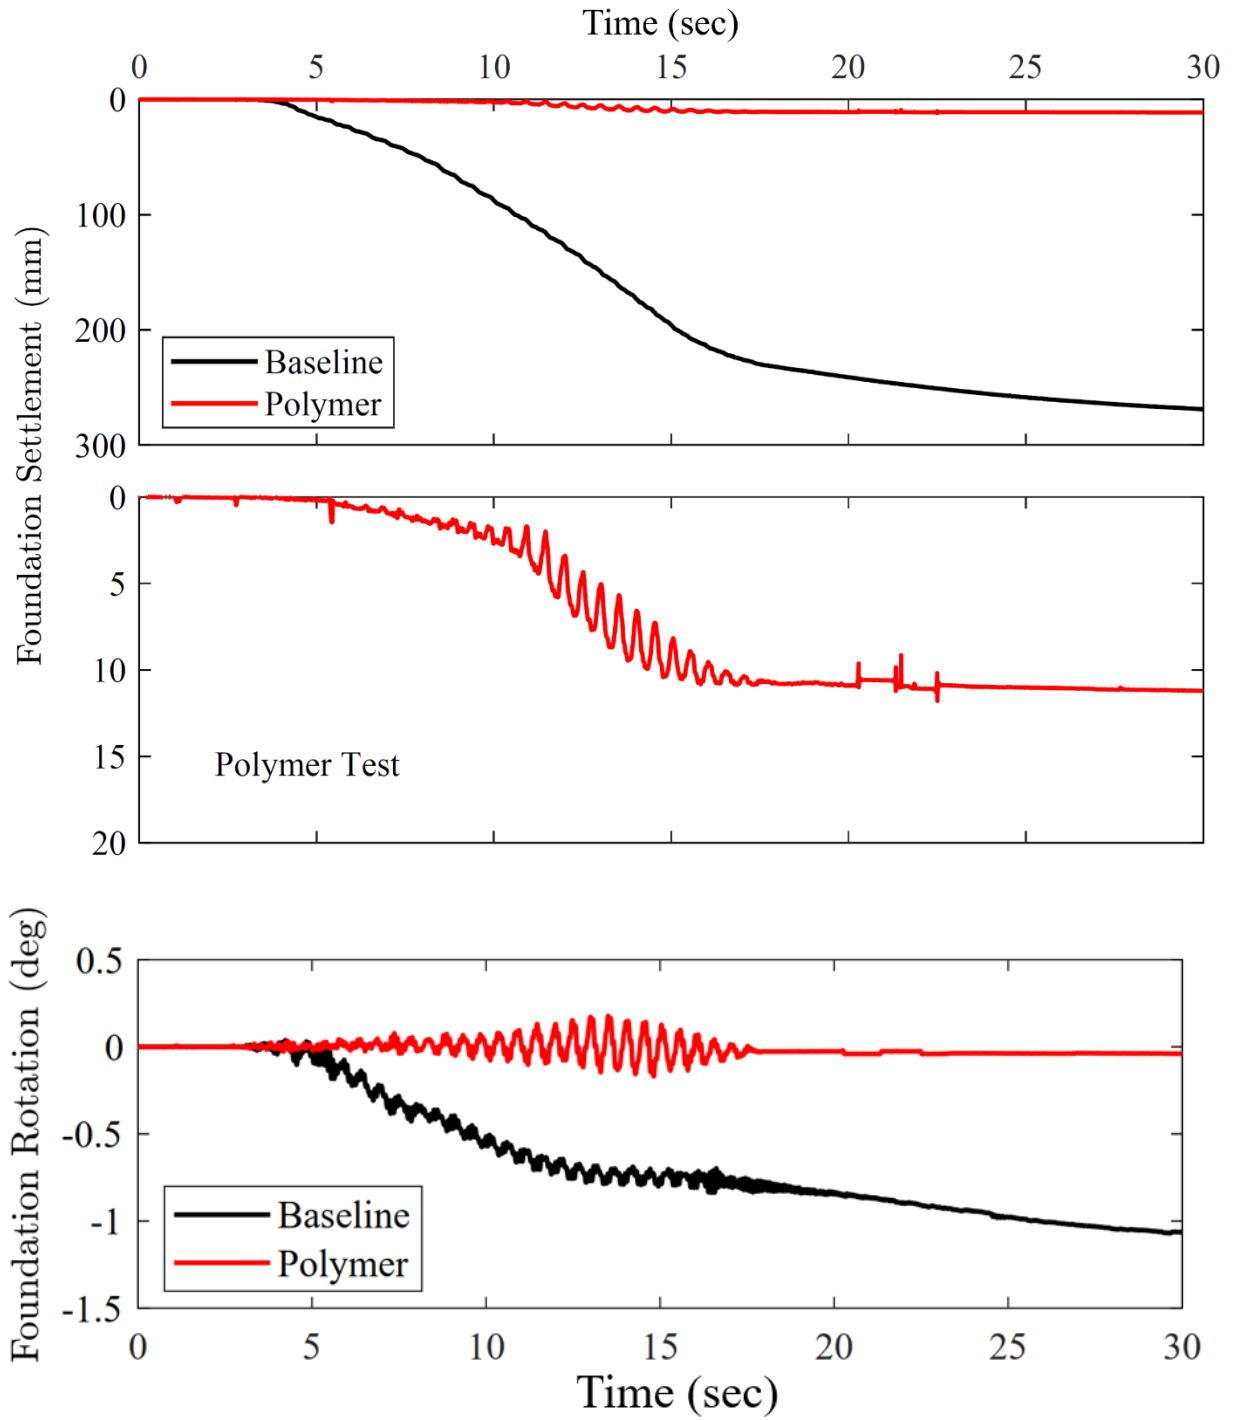 Time (sec)
0 5 10 15 20 25 30
Foundation Settlement (mm)
0
100
200
300
Baseline
Polymer
0
5
10
15
20
Polymer Test
Foundation Rotation (deg)
0.5
0
-0.5
-1
-1.5
Baseline
Polymer
0 5 10 15 20 25 30
Time (sec)